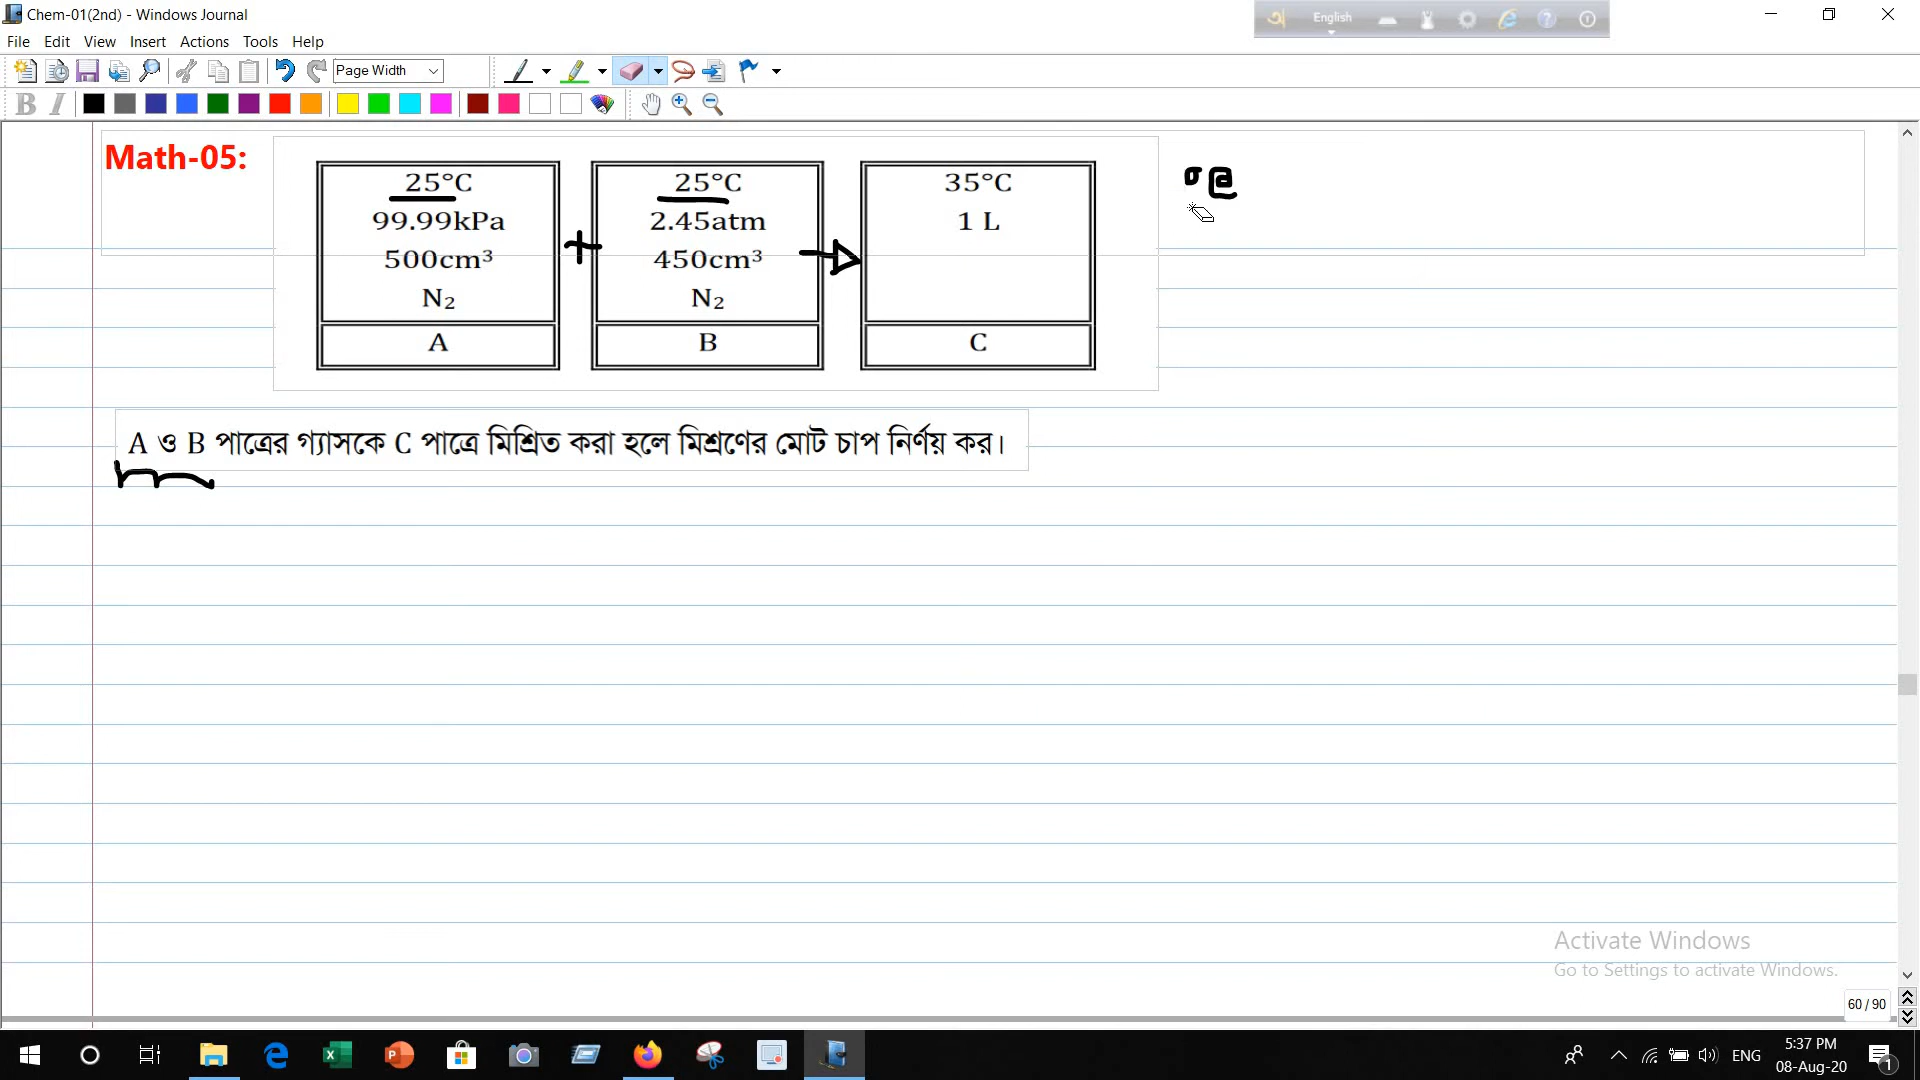 Chem-01(2nd) - Windows Journal
English
File Edit View Insert Actions Tools Help
Page Width
B I
Math-05:
25°C 25°C 35°C
99.99kPa 2.45atm 1 L
500cm³ + 450cm³
N₂ N₂
A B C
A ও B পাত্রের গ্যাসকে C পাত্রে মিশ্রিত করা হলে মিশ্রণের মোট চাপ নির্ণয় কর।
Activate Windows
Go to Settings to activate Windows.
60 / 90
ENG
5:37 PM
08-Aug-20
1